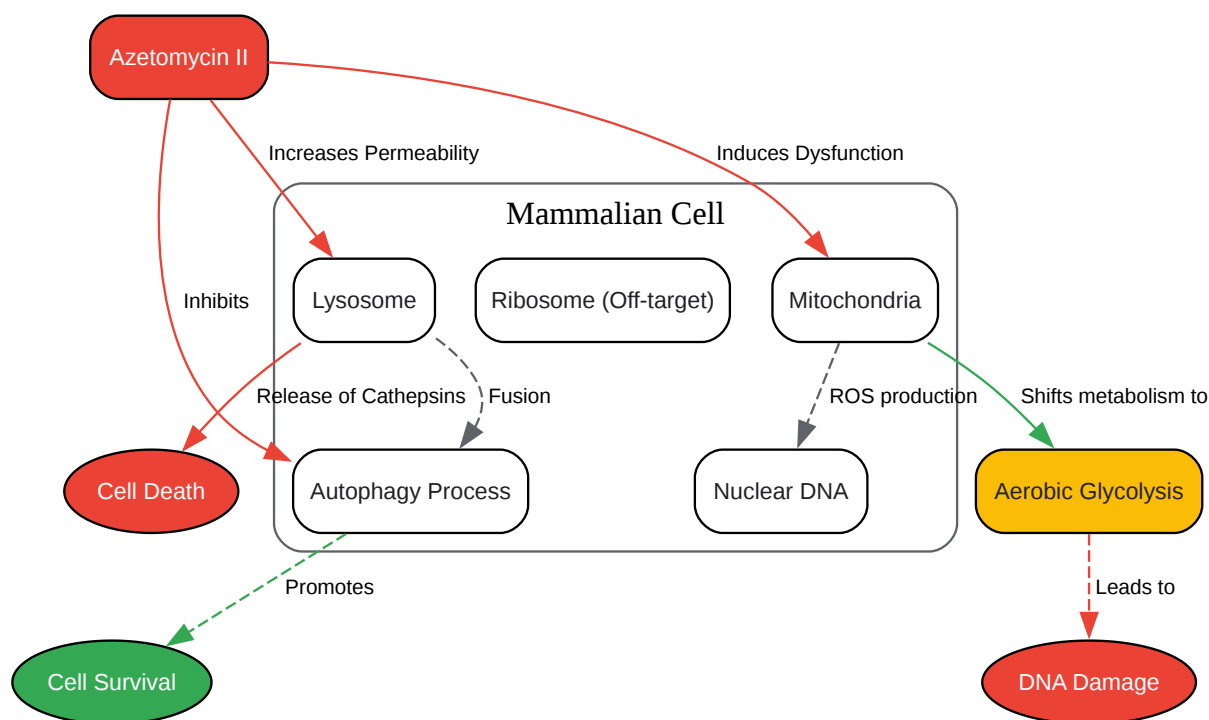 Azetomycin II
Increases Permeability
Induces Dysfunction
Mammalian Cell
Inhibits
Lysosome
Ribosome (Off-target)
Mitochondria
Release of Cathepsins
Fusion
ROS production
Shifts metabolism to
Cell Death
Autophagy Process
Nuclear DNA
Aerobic Glycolysis
Promotes
Leads to
Cell Survival
DNA Damage